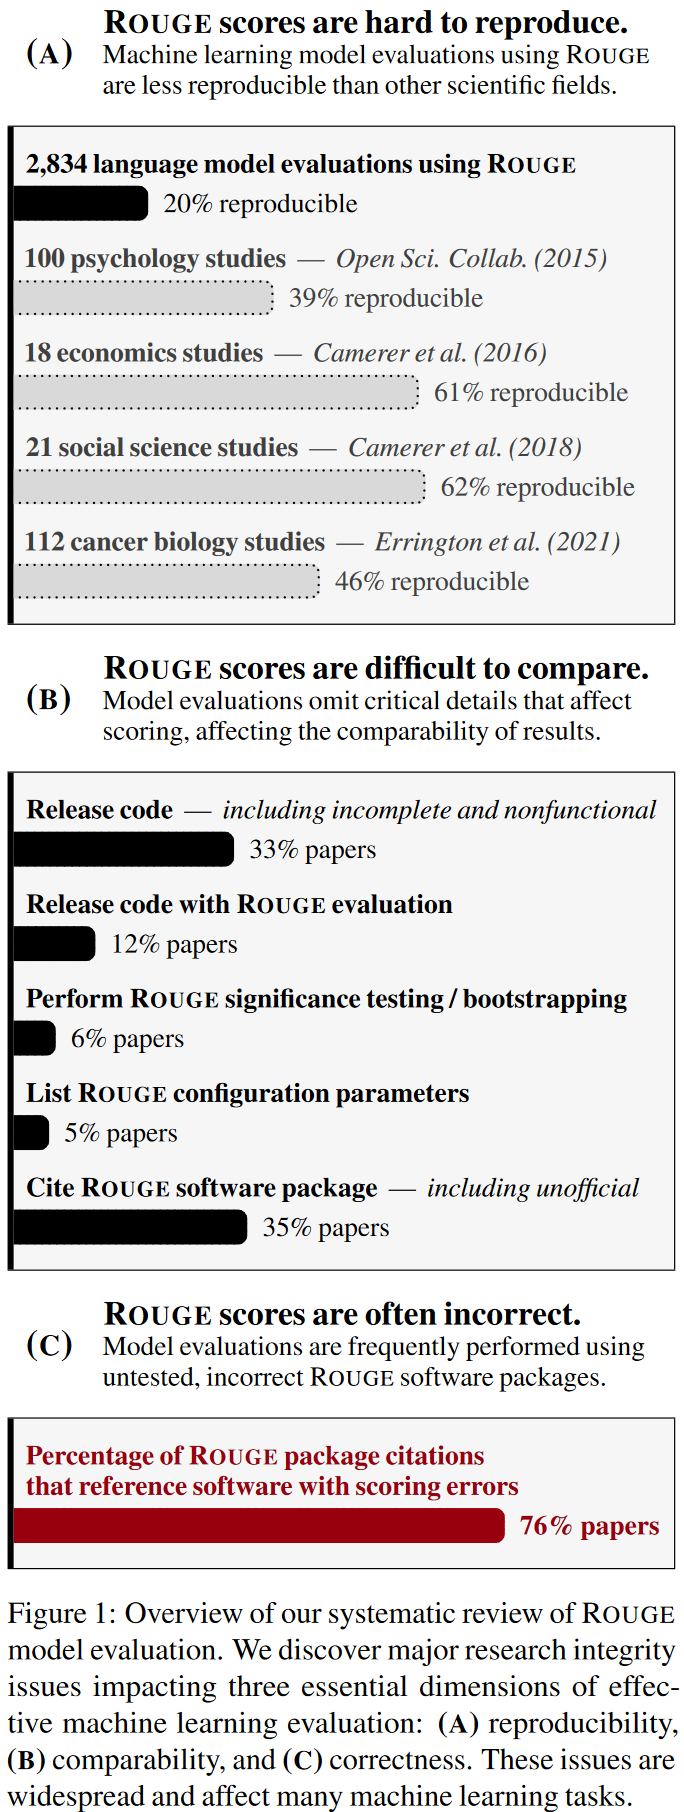 (A) ROUGE scores are hard to reproduce.
Machine learning model evaluations using ROUGE
are less reproducible than other scientific fields.
2,834 language model evaluations using ROUGE
20% reproducible
100 psychology studies — Open Sci. Collab. (2015)
39% reproducible
18 economics studies — Camerer et al. (2016)
61% reproducible
21 social science studies — Camerer et al. (2018)
62% reproducible
112 cancer biology studies — Errington et al. (2021)
46% reproducible
(B) ROUGE scores are difficult to compare.
Model evaluations omit critical details that affect
scoring, affecting the comparability of results.
Release code — including incomplete and nonfunctional
33% papers
Release code with ROUGE evaluation
12% papers
Perform ROUGE significance testing / bootstrapping
6% papers
List ROUGE configuration parameters
5% papers
Cite ROUGE software package — including unofficial
35% papers
(C) ROUGE scores are often incorrect.
Model evaluations are frequently performed using
untested, incorrect ROUGE software packages.
Percentage of ROUGE package citations
that reference software with scoring errors
76% papers
Figure 1: Overview of our systematic review of ROUGE
model evaluation. We discover major research integrity
issues impacting three essential dimensions of effec-
tive machine learning evaluation: (A) reproducibility,
(B) comparability, and (C) correctness. These issues are
widespread and affect many machine learning tasks.